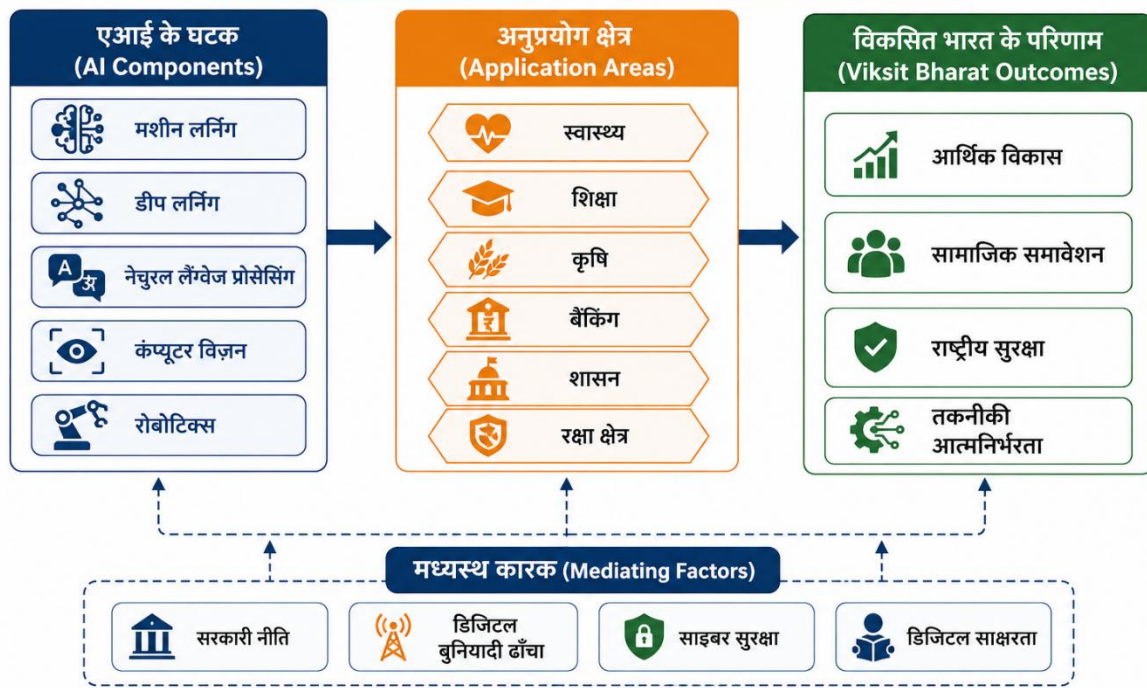 एआई के घटक
(AI Components)
मशीन लर्निंग
डीप लर्निंग
A
अ
नेचुरल लैंग्वेज प्रोसेसिंग
कंप्यूटर विज़न
रोबोटिक्स
अनुप्रयोग क्षेत्र
(Application Areas)
स्वास्थ्य
शिक्षा
कृषि
₹
बैंकिंग
शासन
रक्षा क्षेत्र
विकसित भारत के परिणाम
(Viksit Bharat Outcomes)
आर्थिक विकास
सामाजिक समावेशन
राष्ट्रीय सुरक्षा
तकनीकी
आत्मनिर्भरता
मध्यस्थ कारक (Mediating Factors)
सरकारी नीति
डिजिटल
बुनियादी ढाँचा
साइबर सुरक्षा
डिजिटल साक्षरता